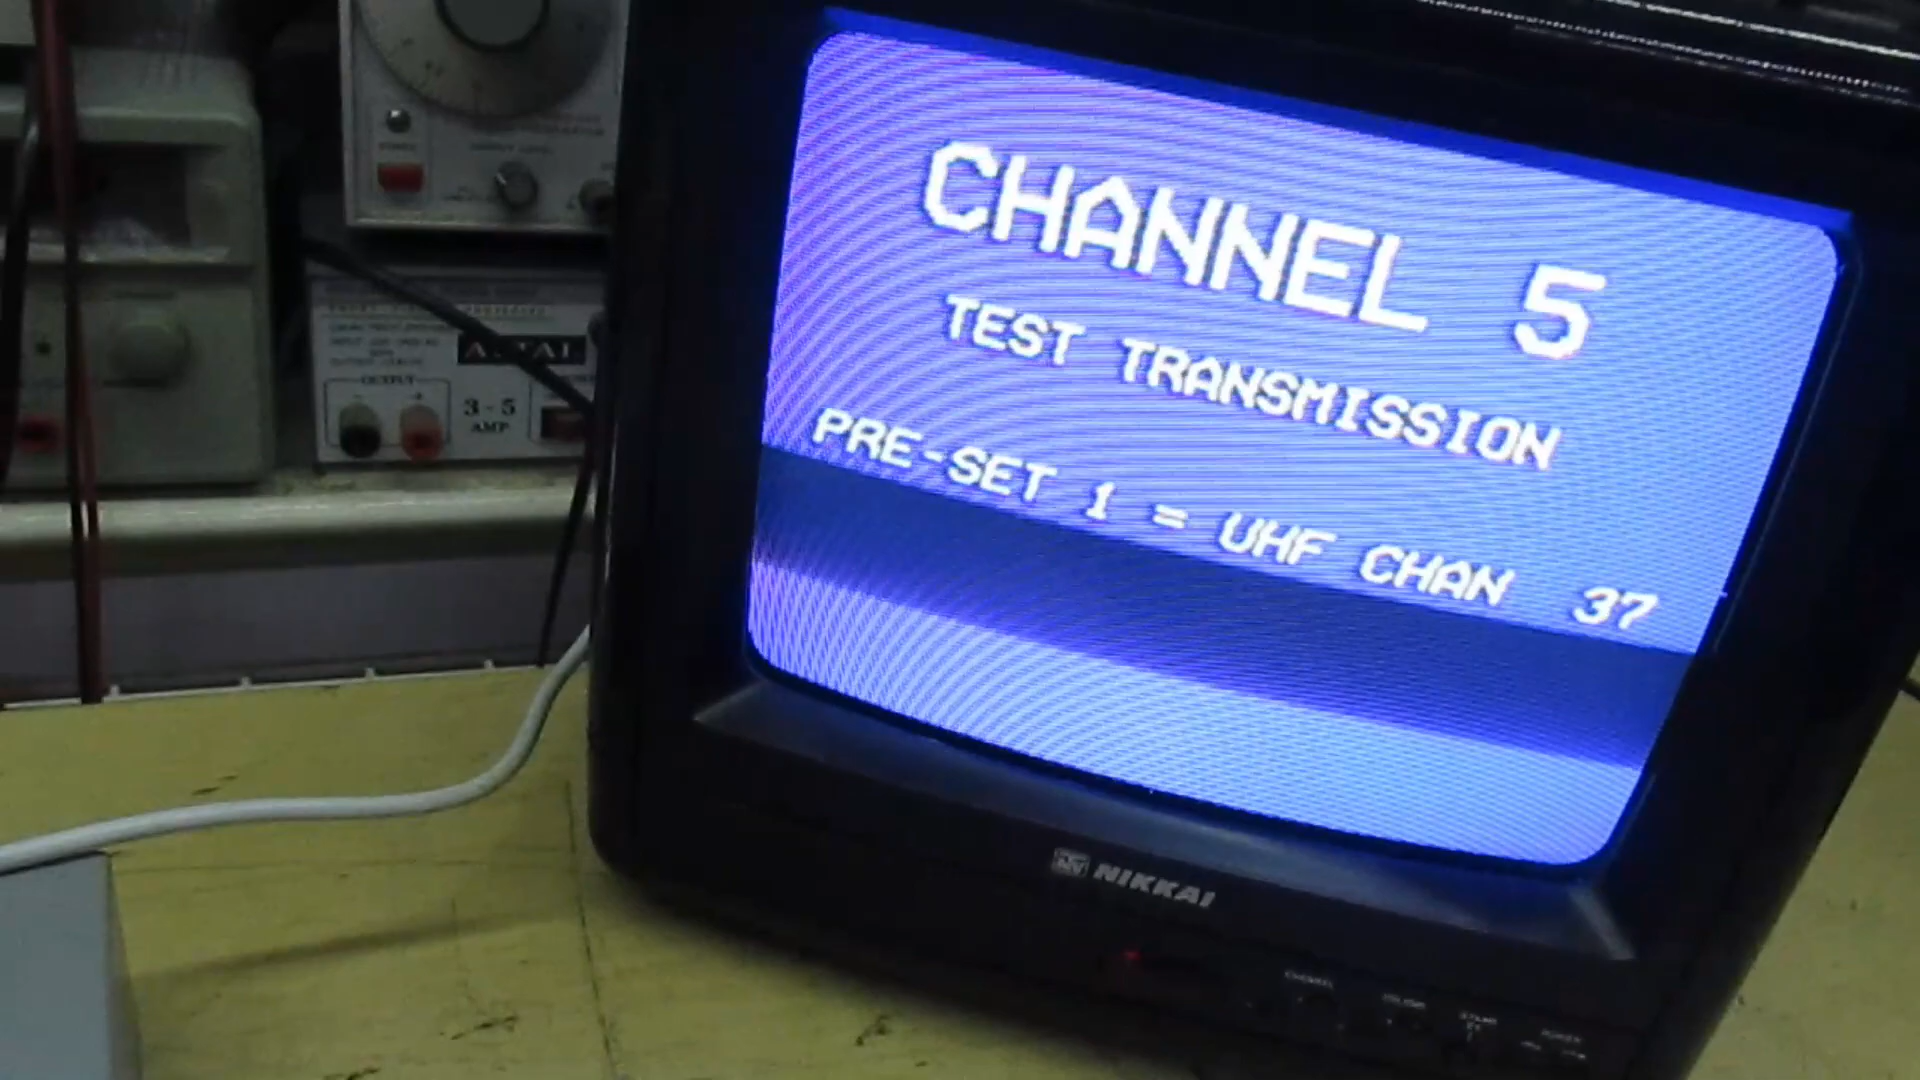 CHANNEL 5
TEST TRANSMISSION
PRE-SET 1 = UHF CHAN 37
NIKKAI
OUTPUT
3-5
AMP